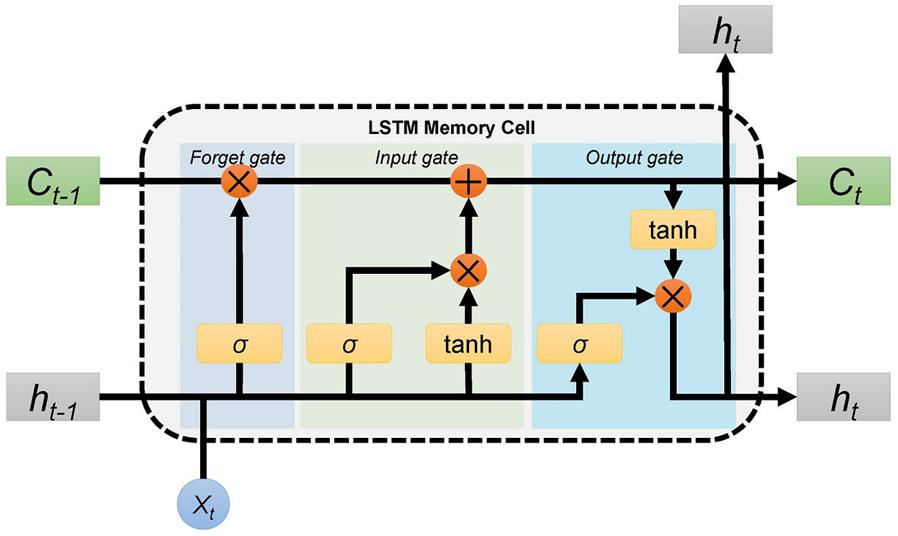 h_t
LSTM Memory Cell
Forget gate Input gate Output gate
C_t-1 × + C_t
tanh
× ×
σ σ tanh σ
h_t-1 h_t
X_t